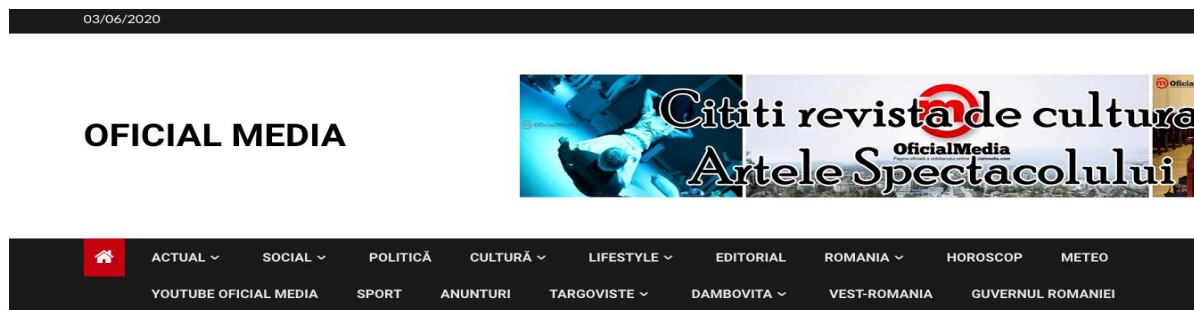 03/06/2020
OFICIAL MEDIA
Cititi revista de cultura
OficialMedia
Artele Spectacolului
ACTUAL SOCIAL POLITICĂ CULTURĂ LIFESTYLE EDITORIAL ROMANIA HOROSCOP METEO
YOUTUBE OFICIAL MEDIA SPORT ANUNTURI TARGOVISTE DAMBOVITA VEST-ROMANIA GUVERNUL ROMANIEI